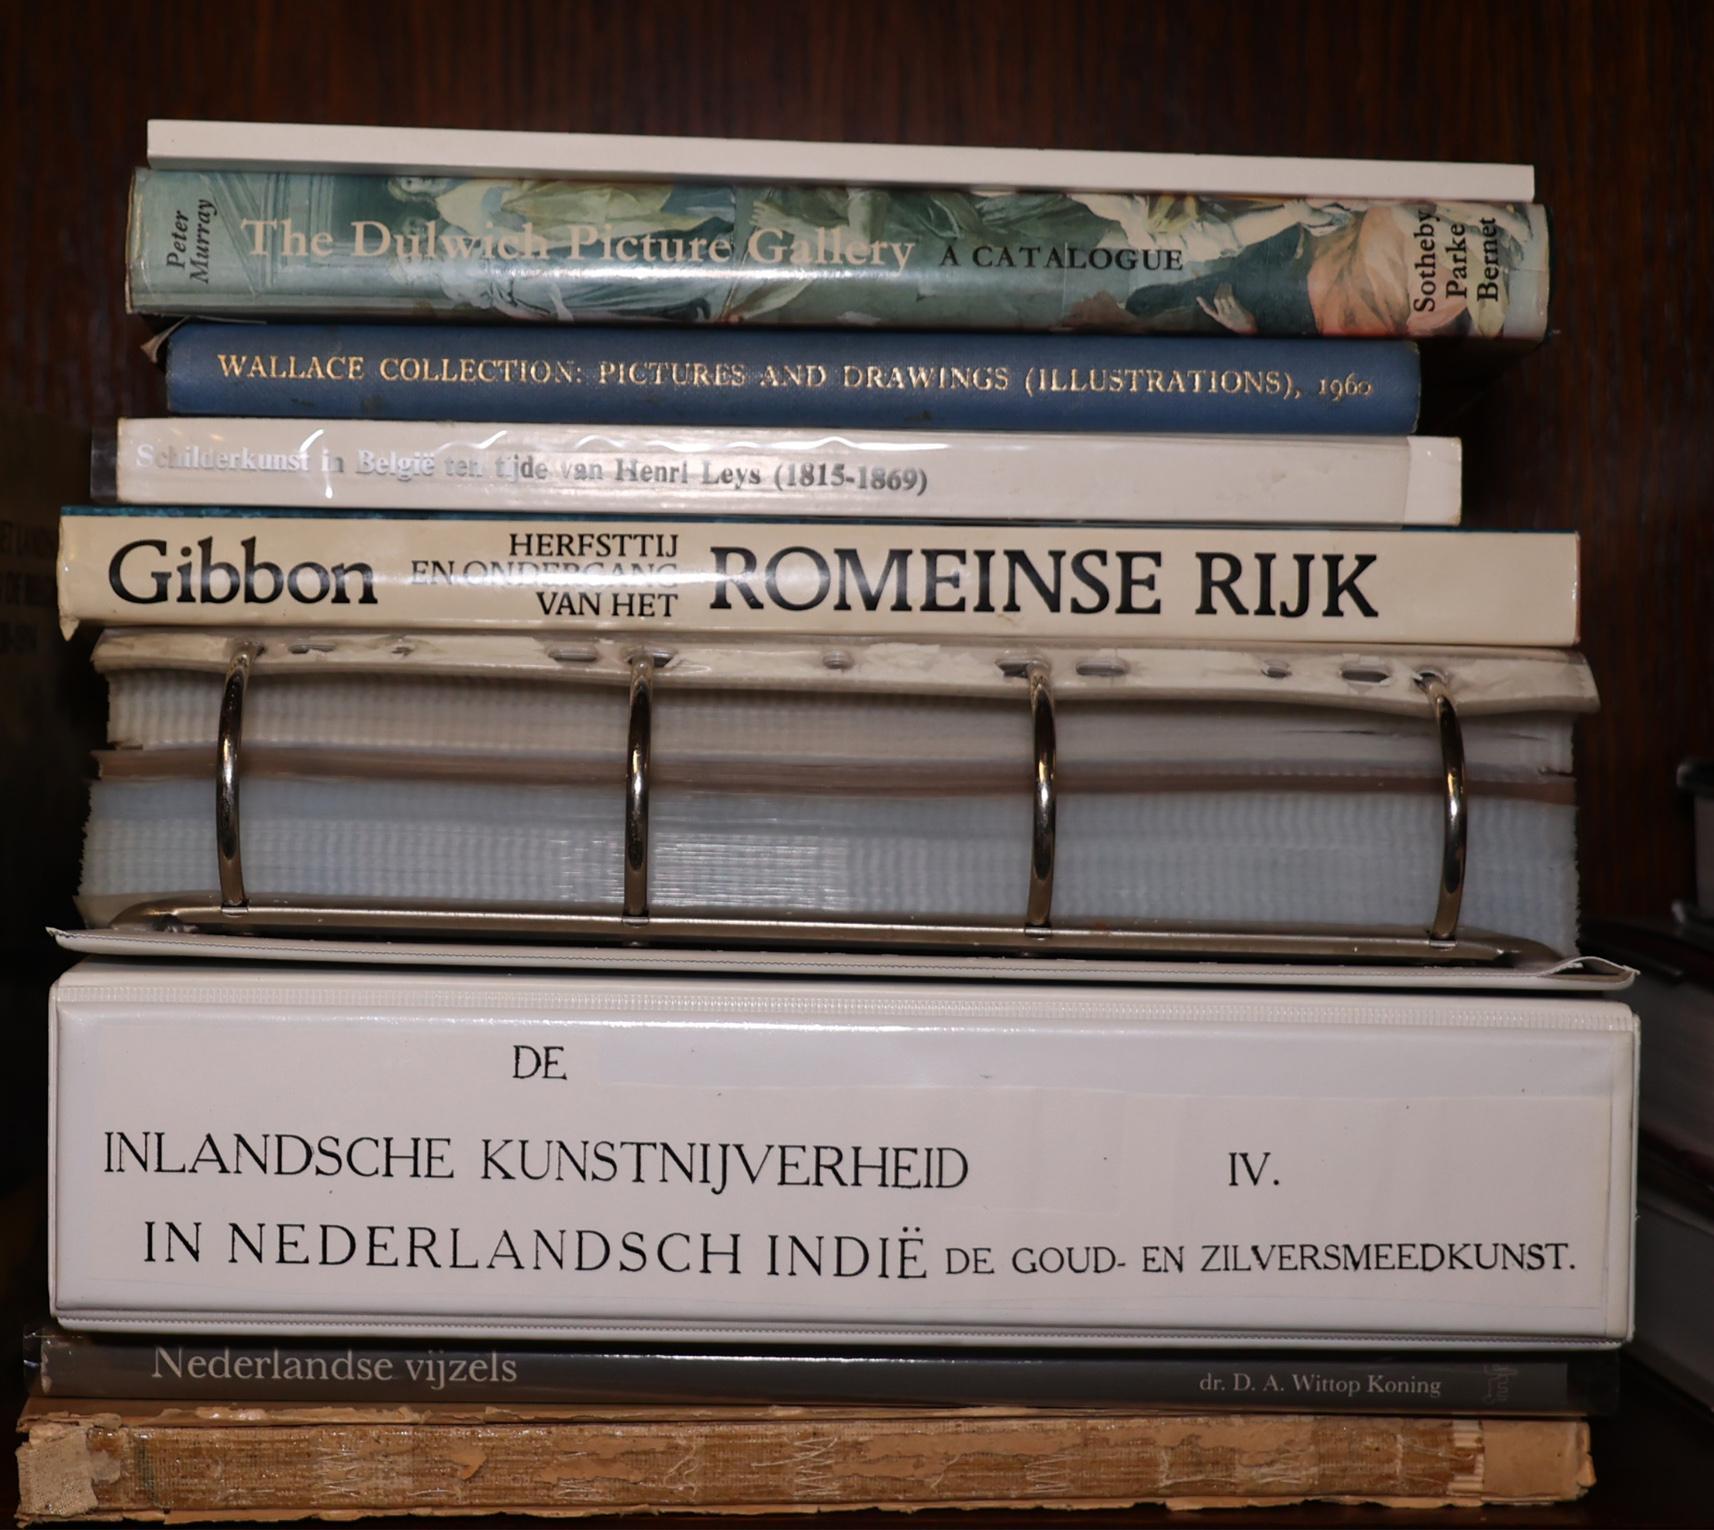 Peter
Murray
The Dulwich Picture Gallery A CATALOGUE
Sotheby
Parke
Bernet
WALLACE COLLECTION: PICTURES AND DRAWINGS (ILLUSTRATIONS), 1960
Schilderkunst in België ten tijde van Henri Leys (1815-1869)
Gibbon
HERFSTTIJ
EN ONDERGANG
VAN HET
ROMEINSE RIJK
DE
INLANDSCHE KUNSTNIJVERHEID IV.
IN NEDERLANDSCH INDIË DE GOUD- EN ZILVERSMEEDKUNST.
Nederlandse vijzels dr. D. A. Wittop Koning